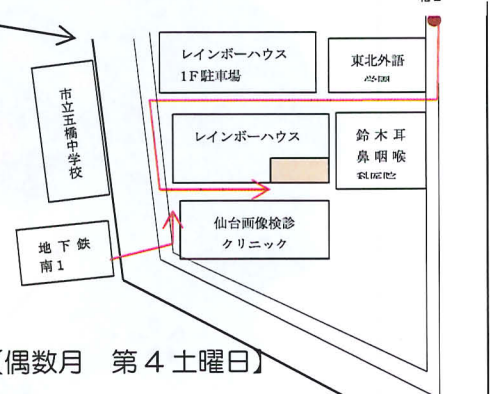 レインボーハウス
1F駐車場
東北外語
学園
市立五橋中学校
レインボーハウス
鈴木耳
鼻咽喉
科医院
仙台画像検診
クリニック
地下鉄
南1
【偶数月 第4土曜日】